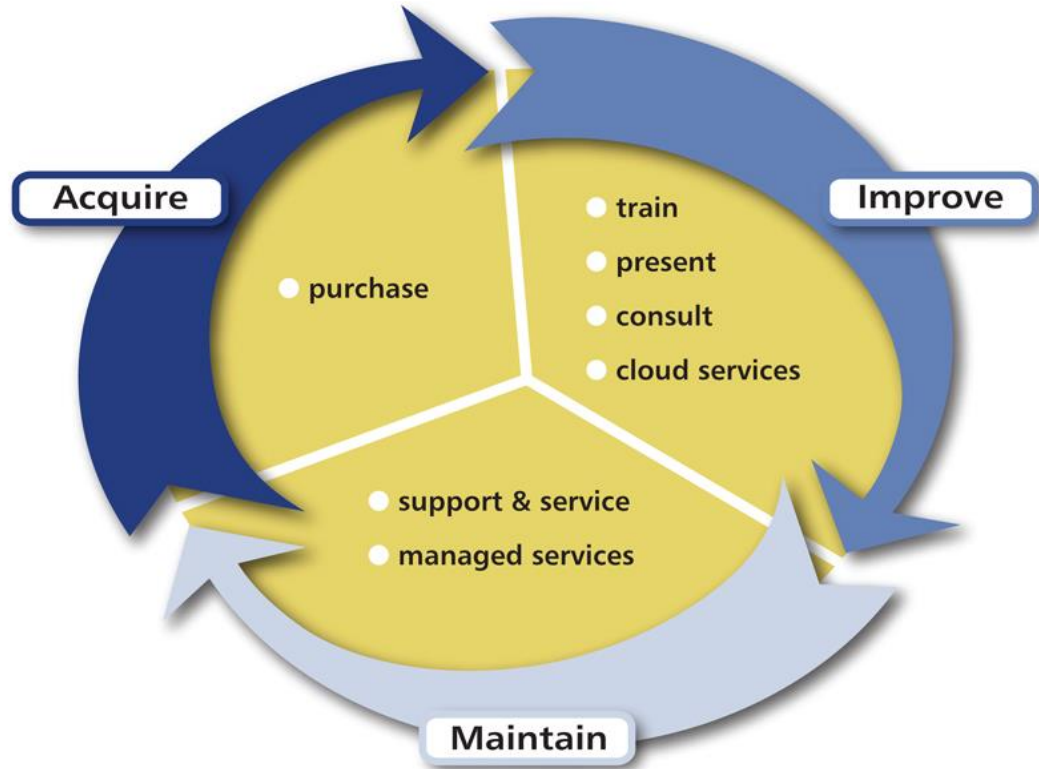 Acquire
purchase
Improve
train
present
consult
cloud services
support & service
managed services
Maintain